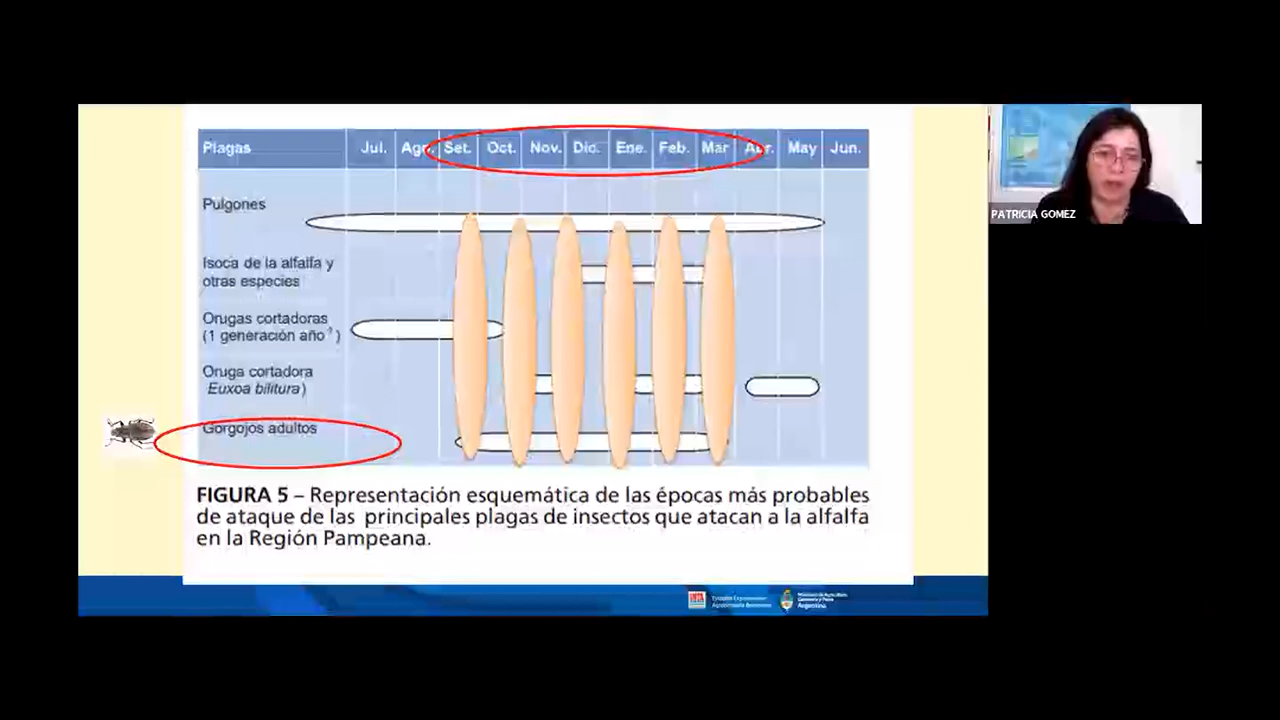 Plagas Jul. Ago. Set. Oct. Nov. Dic. Ene. Feb. Mar Abr. May Jun.
Pulgones
Isoca de la alfalfa y
otras especies
Orugas cortadoras
(1 generación año⁻¹)
Oruga cortadora
Euxoa bilitura)
Gorgojos adultos
FIGURA 5 – Representación esquemática de las épocas más probables
de ataque de las principales plagas de insectos que atacan a la alfalfa
en la Región Pampeana.
PATRICIA GOMEZ
INTA
Argentina